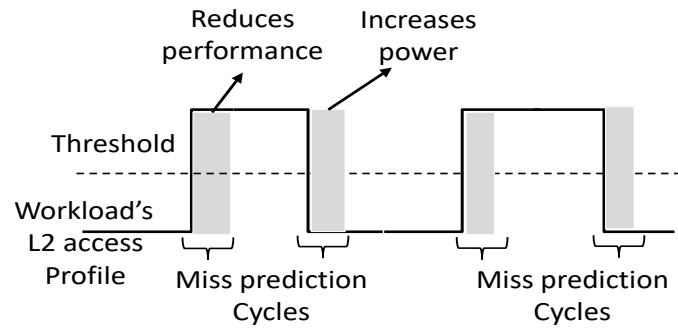 Reduces
performance
Increases
power
Threshold
Workload's
L2 access
Profile
Miss prediction
Cycles
Miss prediction
Cycles